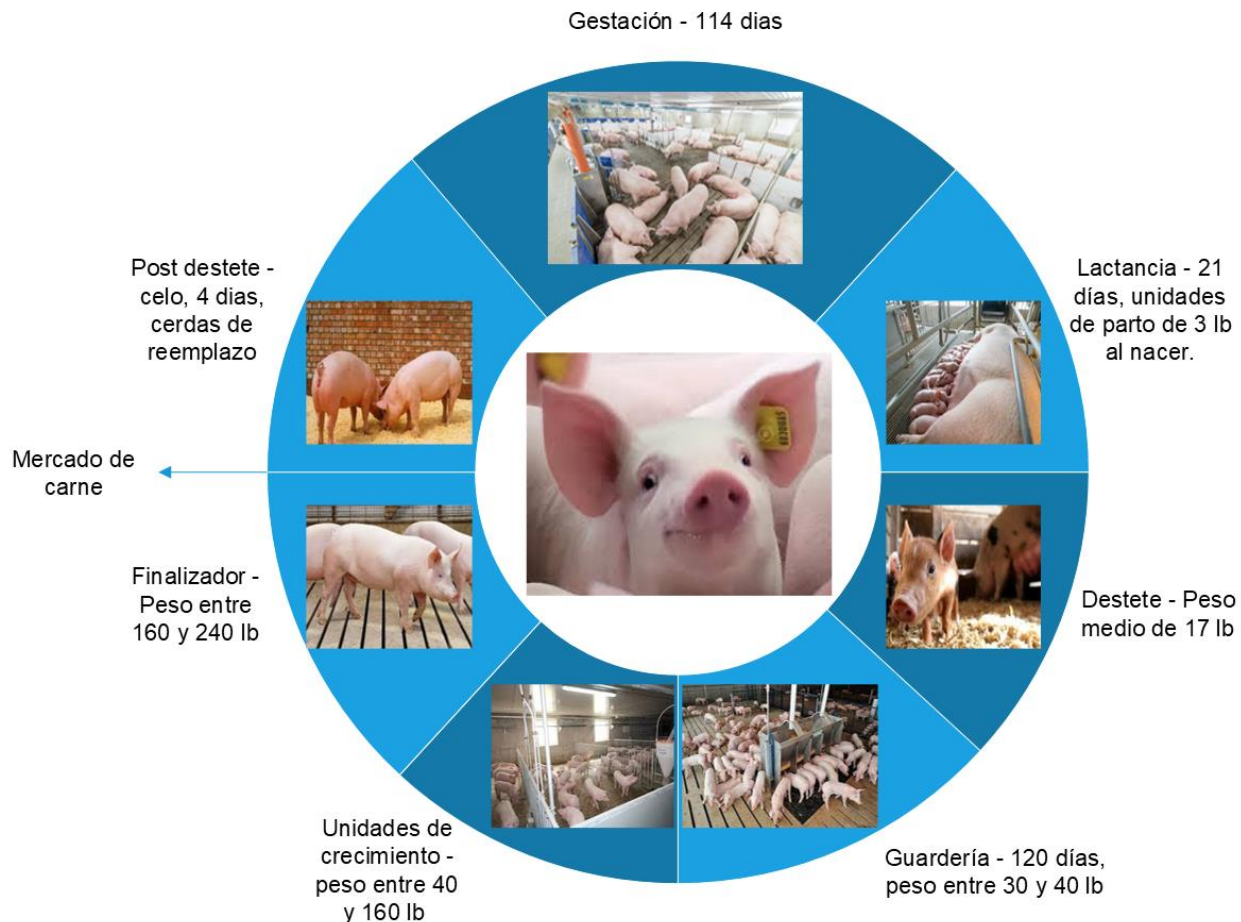 Gestación - 114 dias
Lactancia - 21
días, unidades
de parto de 3 lb
al nacer.
Destete - Peso
medio de 17 lb
Guardería - 120 días,
peso entre 30 y 40 lb
Unidades de
crecimiento -
peso entre 40
y 160 lb
Finalizador -
Peso entre
160 y 240 lb
Mercado de
carne
Post destete -
celo, 4 dias,
cerdas de
reemplazo